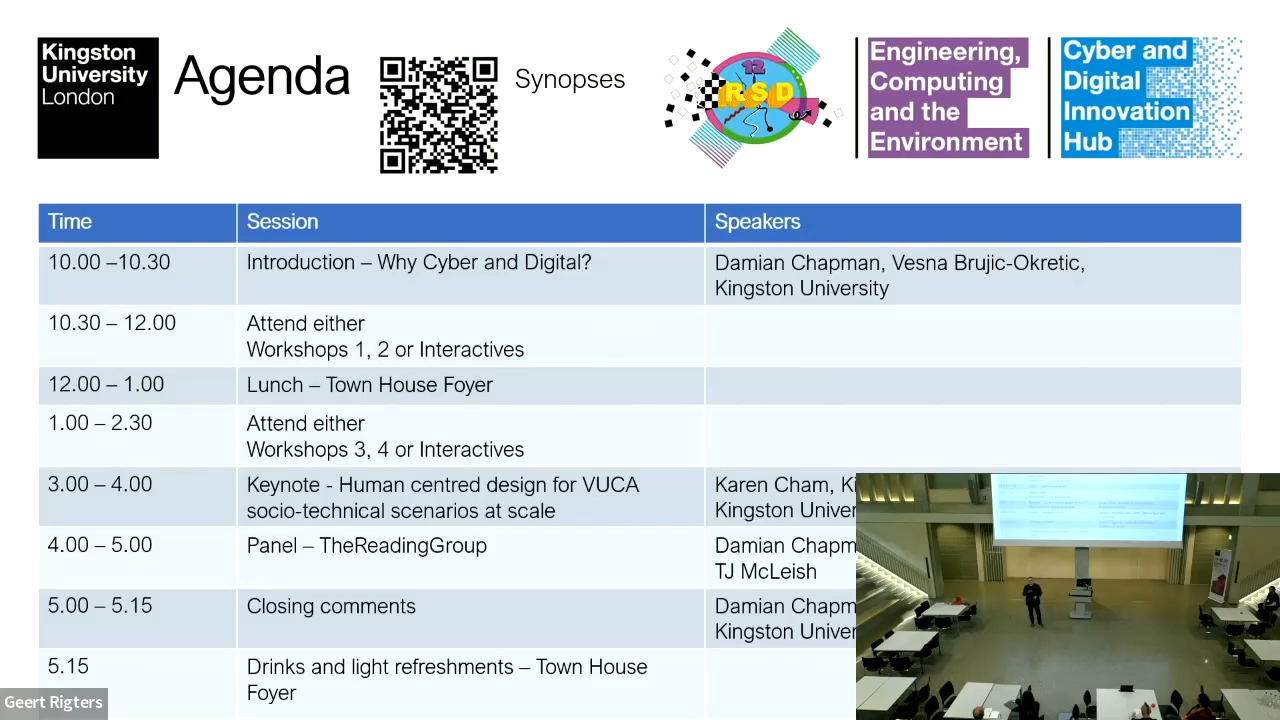 Kingston
University
London
Agenda
Synopses
12
RSD
Engineering,
Computing
and the
Environment
Cyber and
Digital
Innovation
Hub
Time Session Speakers
10.00 –10.30 Introduction – Why Cyber and Digital? Damian Chapman, Vesna Brujic-Okretic,
Kingston University
10.30 – 12.00 Attend either
Workshops 1, 2 or Interactives
12.00 – 1.00 Lunch – Town House Foyer
1.00 – 2.30 Attend either
Workshops 3, 4 or Interactives
3.00 – 4.00 Keynote - Human centred design for VUCA Karen Cham,
socio-technical scenarios at scale Kingston
4.00 – 5.00 Panel – TheReadingGroup Damian
TJ McLeish
5.00 – 5.15 Closing comments Damian
Kingston
5.15 Drinks and light refreshments – Town House
Foyer
Geert Rigters